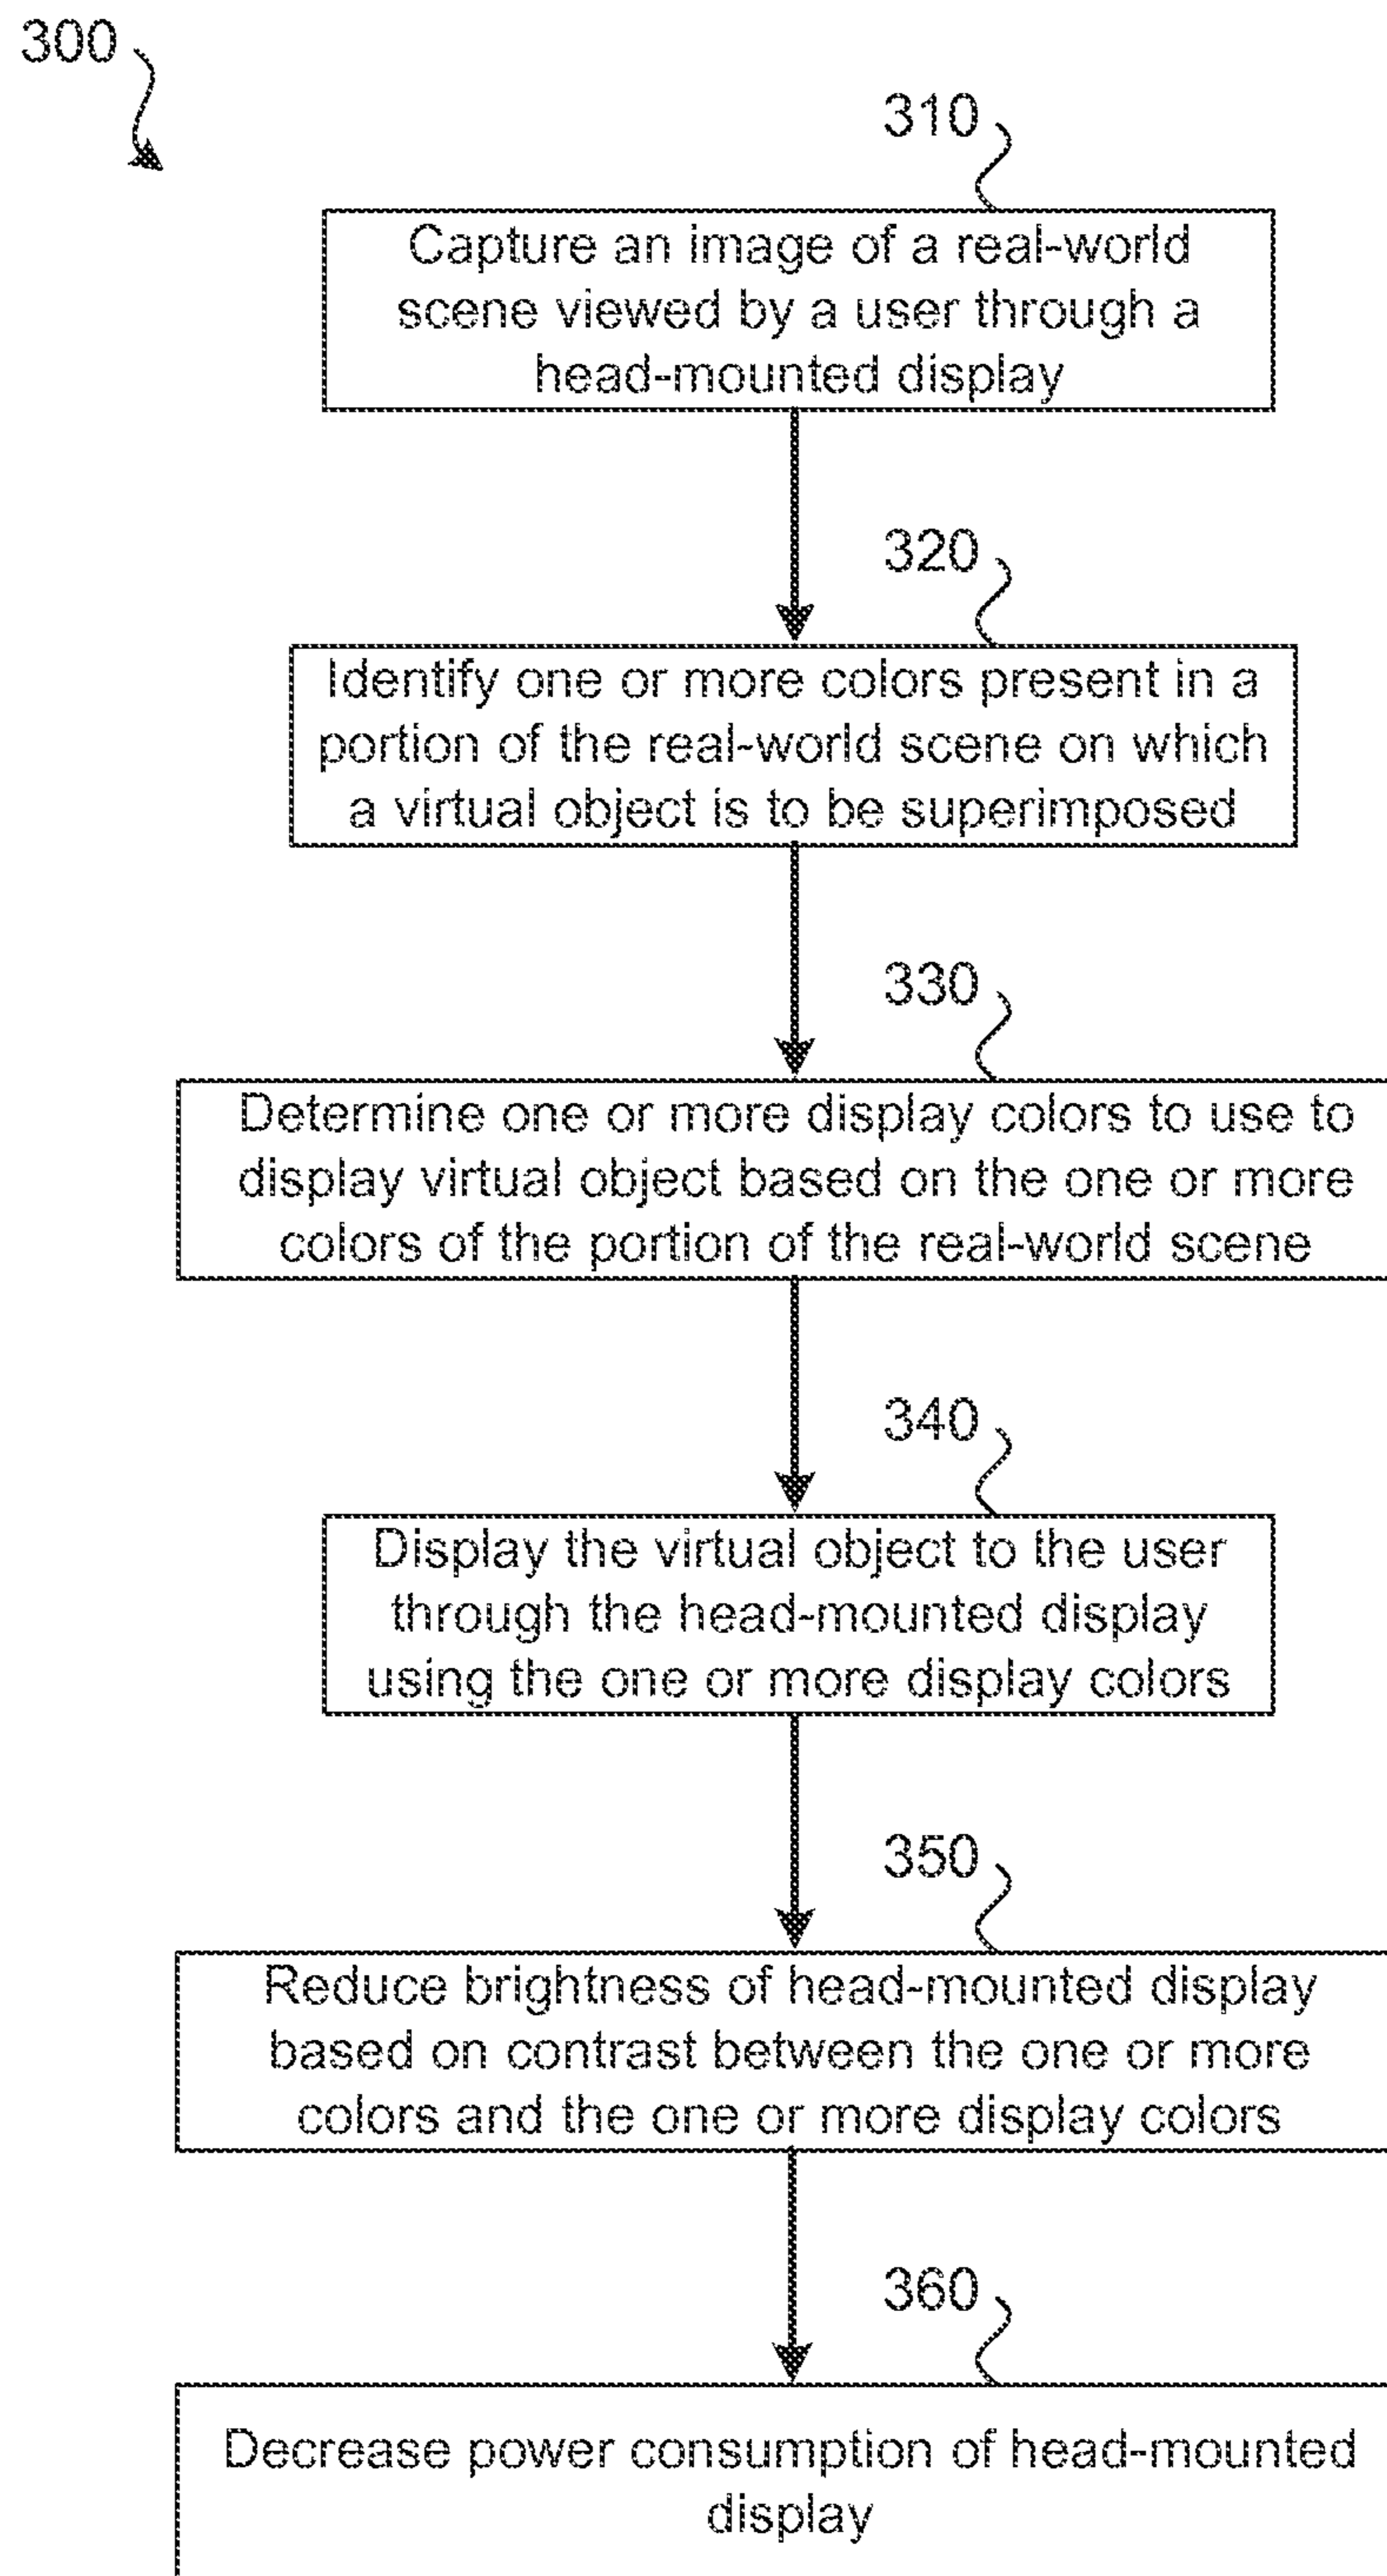 300
310
Capture an image of a real-world
scene viewed by a user through a
head-mounted display
320
Identify one or more colors present in a
portion of the real-world scene on which
a virtual object is to be superimposed
330
Determine one or more display colors to use to
display virtual object based on the one or more
colors of the portion of the real-world scene
340
Display the virtual object to the user
through the head-mounted display
using the one or more display colors
350
Reduce brightness of head-mounted display
based on contrast between the one or more
colors and the one or more display colors
360
Decrease power consumption of head-mounted
display